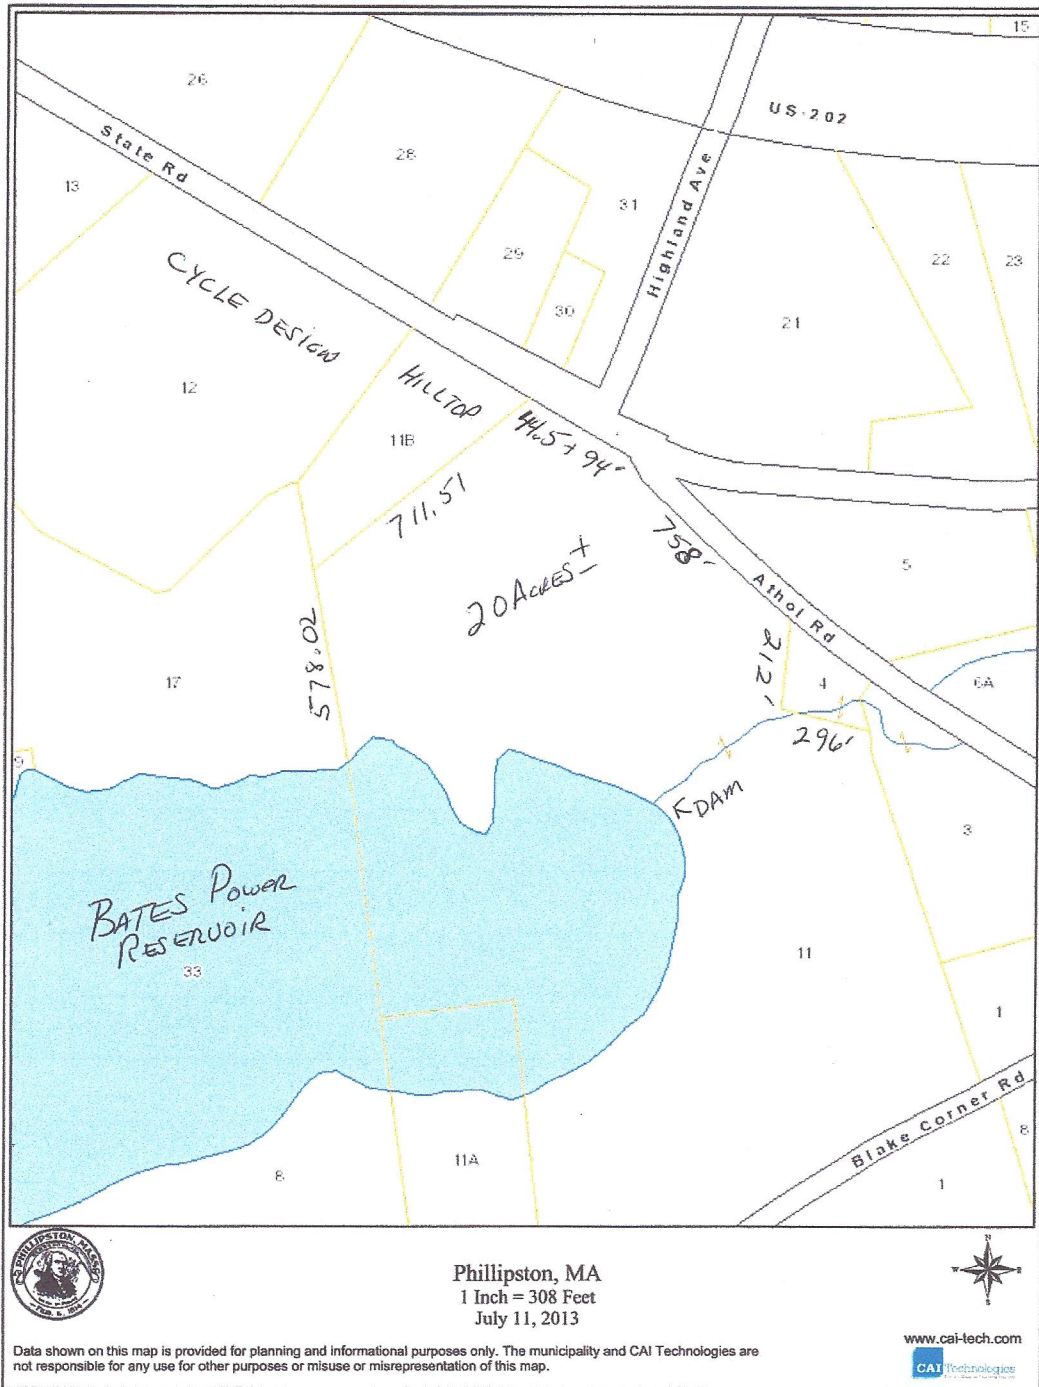 15
26
US-202
State Rd
28
Highland Ave
13
31
29
22
23
CYCLE DESIGN
30
21
12
HILLTOP
11B
44.5 + 94'
711.51
758'
5
20 ACRES ±
Athol Rd
578.02
212'
17
4
6A
296'
9
DAM
3
BATES POWER
RESERVOIR
33
11
1
Blake Corner Rd
8
11A
8
1
PHILLIPSTON, MASS.
Phillipston, MA
1 Inch = 308 Feet
July 11, 2013
N
www.cai-tech.com
Data shown on this map is provided for planning and informational purposes only. The municipality and CAI Technologies are
not responsible for any use for other purposes or misuse or misrepresentation of this map.
CAI Technologies